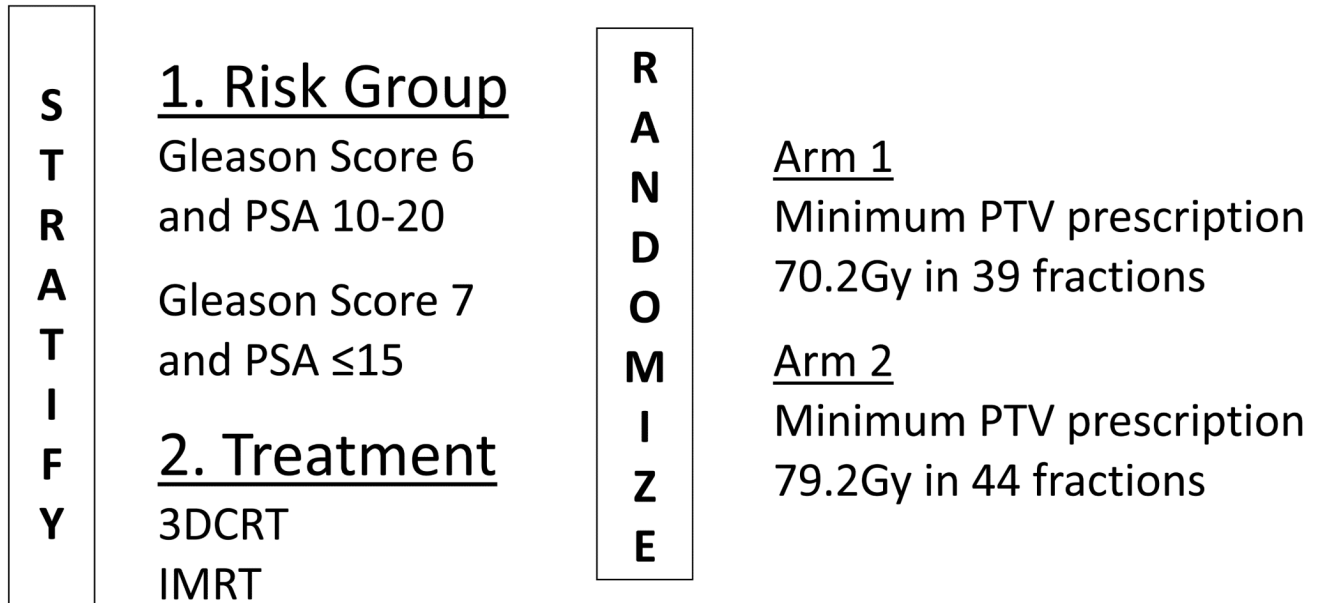 STRATIFY
1. Risk Group
Gleason Score 6
and PSA 10-20
Gleason Score 7
and PSA ≤15
2. Treatment
3DCRT
IMRT
RANDOMIZE
Arm 1
Minimum PTV prescription
70.2Gy in 39 fractions
Arm 2
Minimum PTV prescription
79.2Gy in 44 fractions